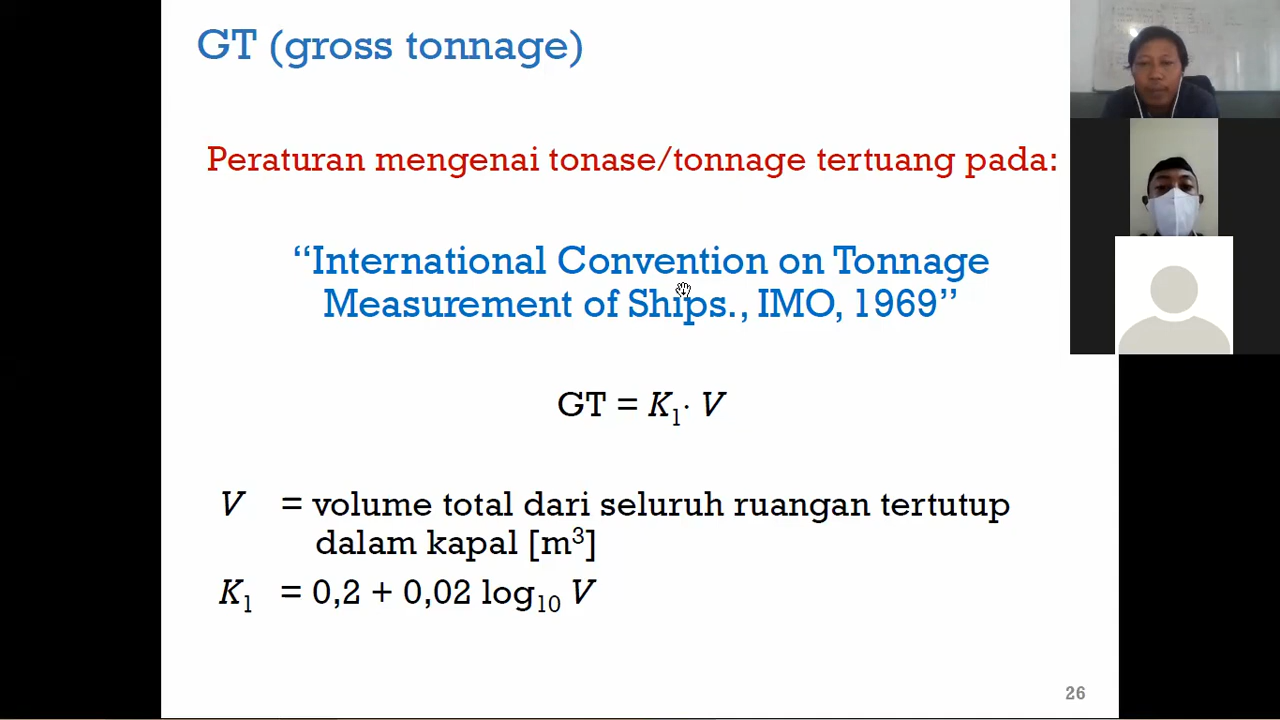 GT (gross tonnage)
Peraturan mengenai tonase/tonnage tertuang pada:
“International Convention on Tonnage
Measurement of Ships., IMO, 1969”
GT = K₁· V
V = volume total dari seluruh ruangan tertutup
dalam kapal [m³]
K₁ = 0,2 + 0,02 log₁₀ V
26